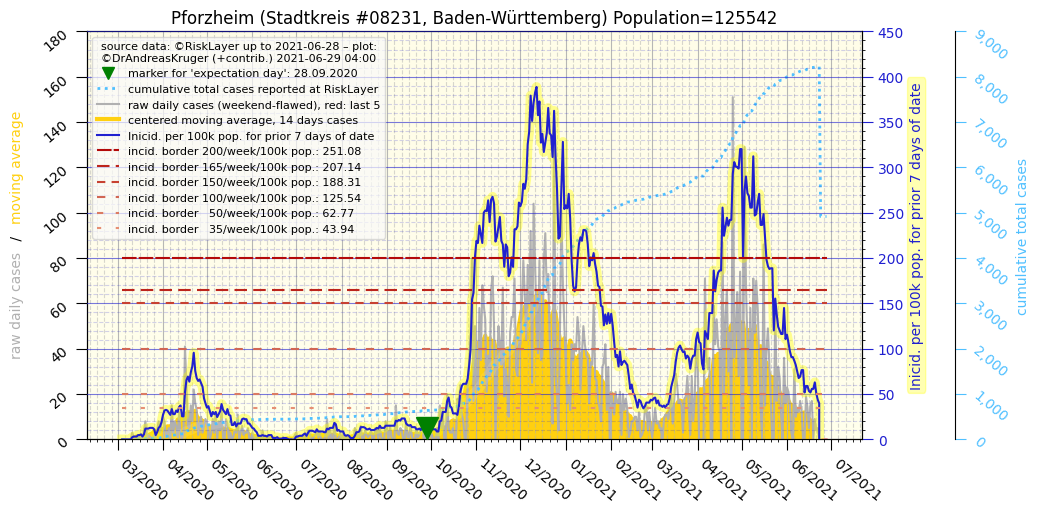 Pforzheim (Stadtkreis #08231, Baden-Württemberg) Population=125542
source data: ©RiskLayer up to 2021-06-28 – plot:
©DrAndreasKruger (+contrib.) 2021-06-29 04:00
marker for 'expectation day': 28.09.2020
cumulative total cases reported at RiskLayer
raw daily cases (weekend-flawed), red: last 5
centered moving average, 14 days cases
Inicid. per 100k pop. for prior 7 days of date
incid. border 200/week/100k pop.: 251.08
incid. border 165/week/100k pop.: 207.14
incid. border 150/week/100k pop.: 188.31
incid. border 100/week/100k pop.: 125.54
incid. border 50/week/100k pop.: 62.77
incid. border 35/week/100k pop.: 43.94
raw daily cases / moving average
180
160
140
120
100
80
60
40
20
0
450
400
350
300
250
200
150
100
50
0
Inicid. per 100k pop. for prior 7 days of date
9,000
8,000
7,000
6,000
5,000
4,000
3,000
2,000
1,000
0
cumulative total cases
03/2020
04/2020
05/2020
06/2020
07/2020
08/2020
09/2020
10/2020
11/2020
12/2020
01/2021
02/2021
03/2021
04/2021
05/2021
06/2021
07/2021